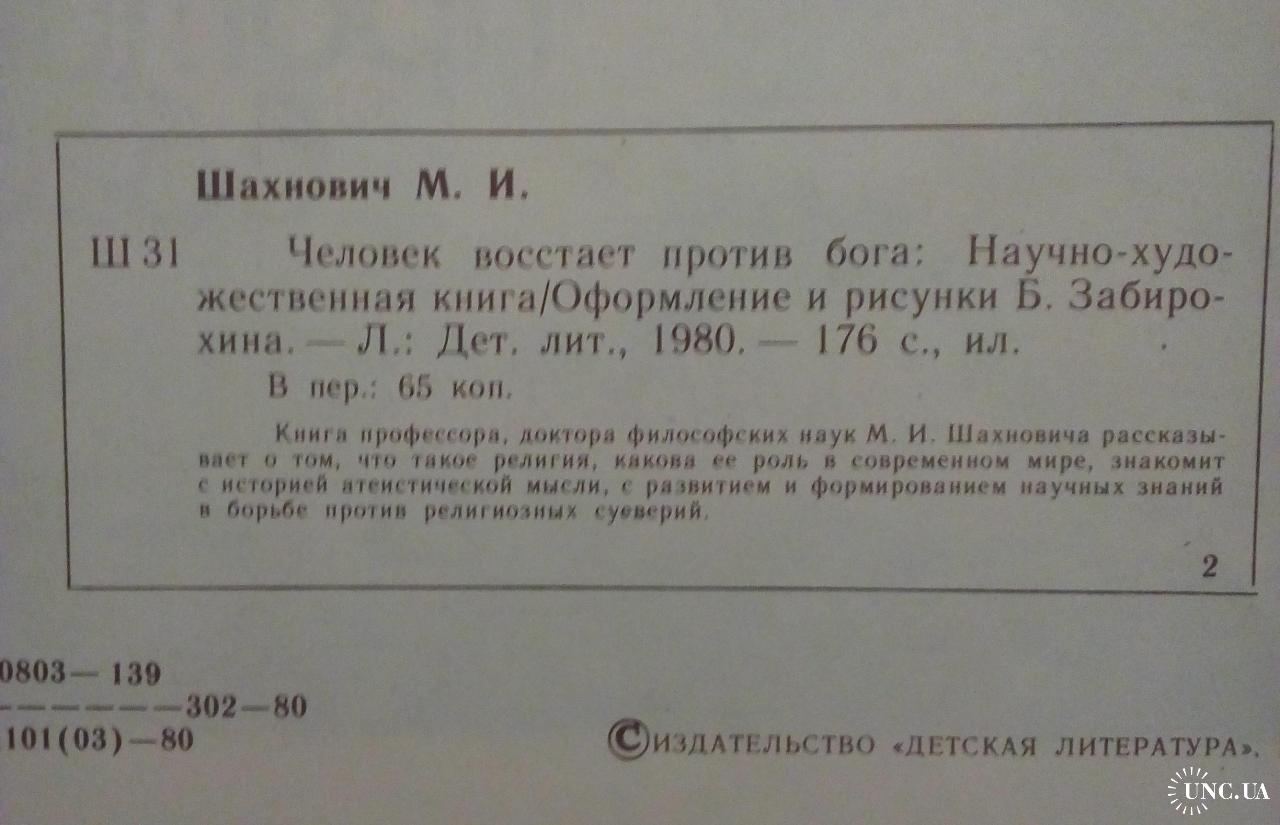 Шахнович М. И.
Ш 31 Человек восстает против бога: Научно-худо-
жественная книга/Оформление и рисунки Б. Забиро-
хина. — Л.: Дет. лит., 1980. — 176 с., ил.
В пер.: 65 коп.
Книга профессора, доктора философских наук М. И. Шахновича рассказы-
вает о том, что такое религия, какова ее роль в современном мире, знакомит
с историей атеистической мысли, с развитием и формированием научных знаний
в борьбе против религиозных суеверий.
2
0803—139
——————302—80
101(03)—80
©ИЗДАТЕЛЬСТВО «ДЕТСКАЯ ЛИТЕРАТУРА».
UNC.UA